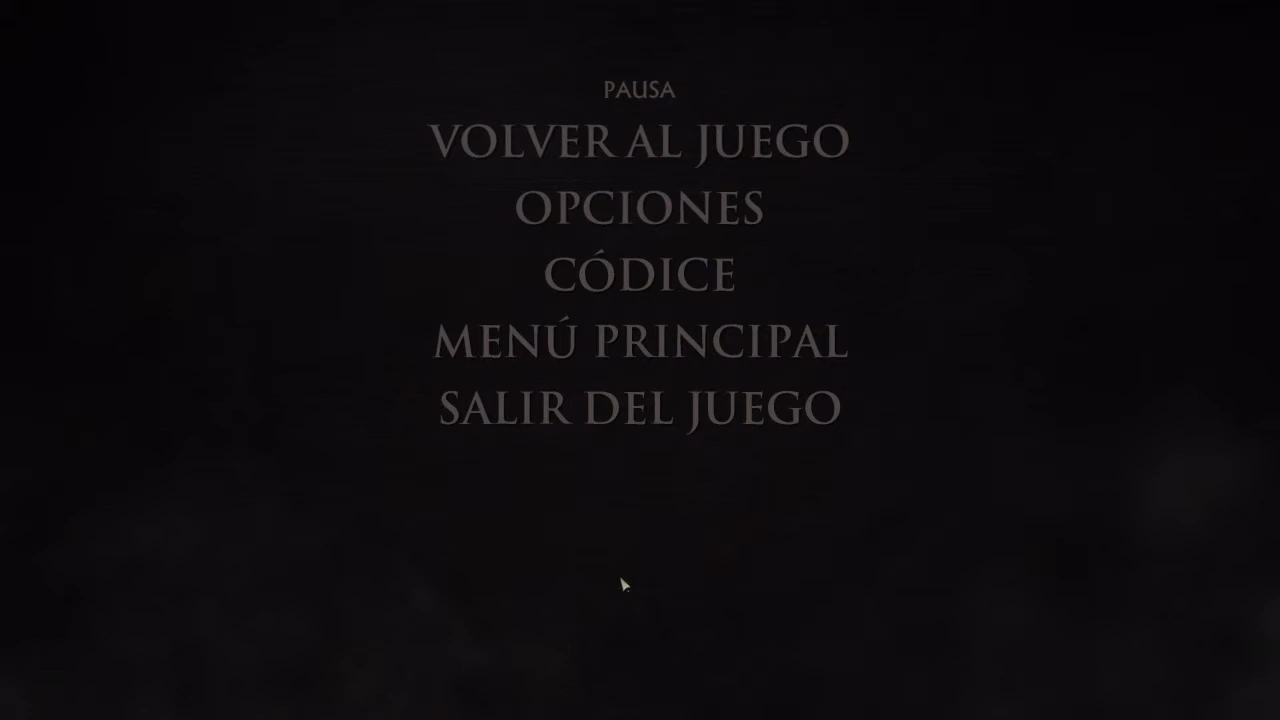 PAUSA
VOLVER AL JUEGO
OPCIONES
CÓDICE
MENÚ PRINCIPAL
SALIR DEL JUEGO